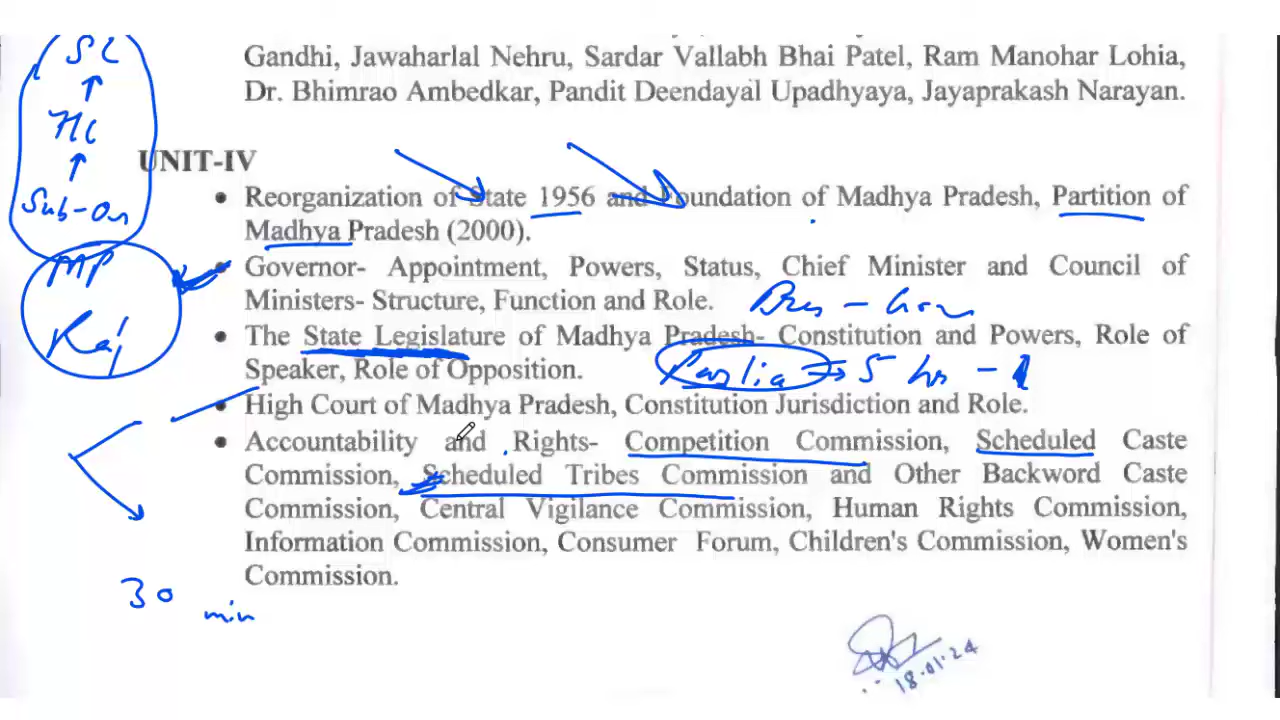 Gandhi, Jawaharlal Nehru, Sardar Vallabh Bhai Patel, Ram Manohar Lohia,
Dr. Bhimrao Ambedkar, Pandit Deendayal Upadhyaya, Jayaprakash Narayan.
SC
HC
Sub-
MP
Raj
UNIT-IV
• Reorganization of State 1956 and Foundation of Madhya Pradesh, Partition of
Madhya Pradesh (2000).
• Governor- Appointment, Powers, Status, Chief Minister and Council of
Ministers- Structure, Function and Role.
• The State Legislature of Madhya Pradesh- Constitution and Powers, Role of
Speaker, Role of Opposition.
Parlia → 5 hrs - 1
• High Court of Madhya Pradesh, Constitution Jurisdiction and Role.
• Accountability and Rights- Competition Commission, Scheduled Caste
Commission, Scheduled Tribes Commission and Other Backword Caste
Commission, Central Vigilance Commission, Human Rights Commission,
Information Commission, Consumer Forum, Children's Commission, Women's
Commission.
30 min
18.01.24